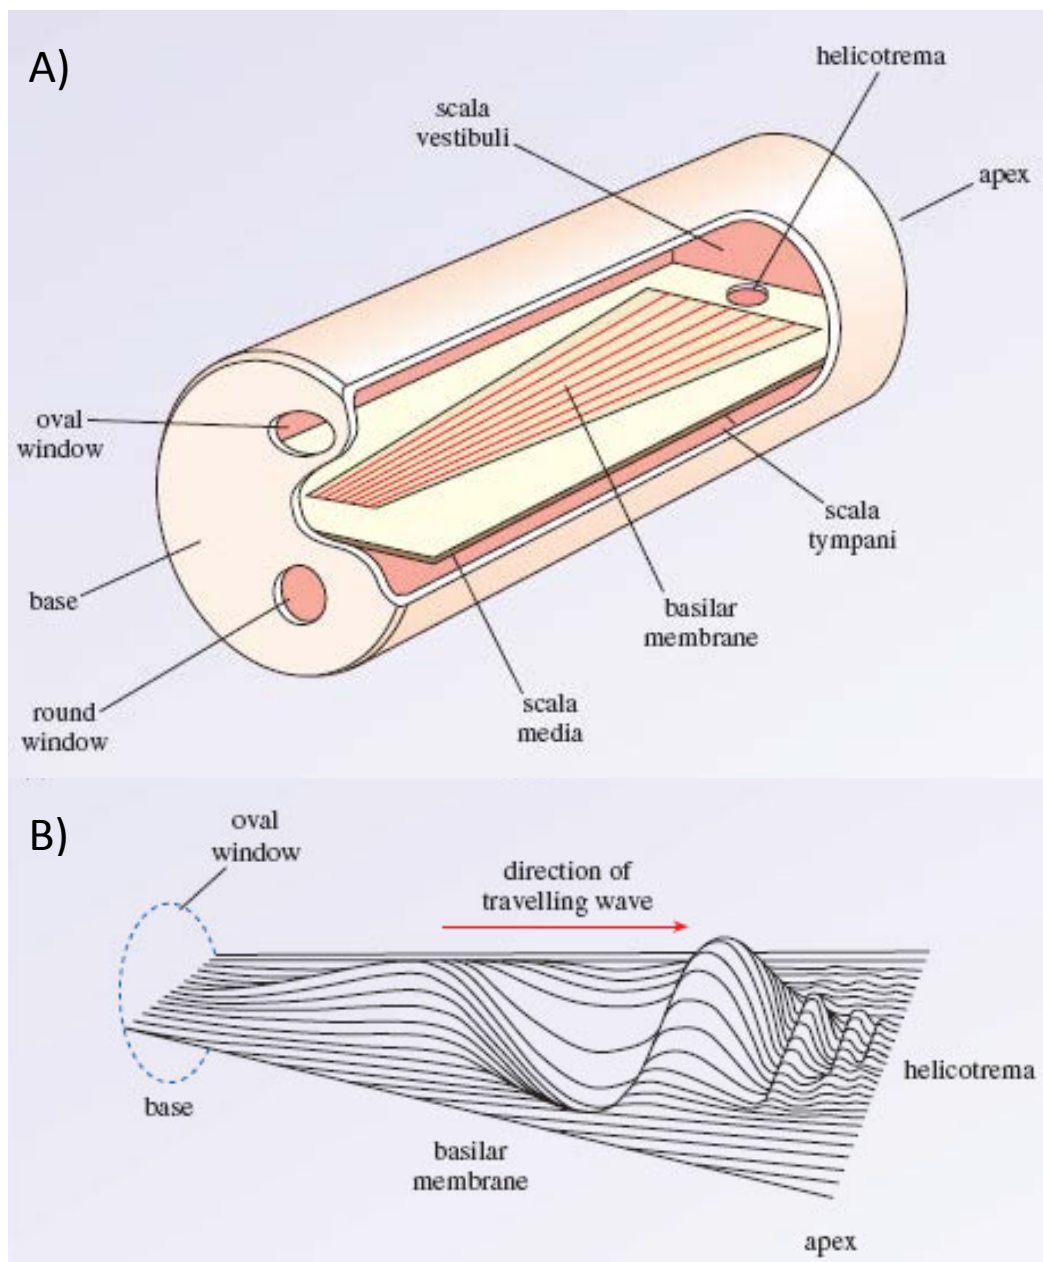 A)
helicotrema
scala
vestibuli
apex
oval
window
scala
tympani
base
basilar
membrane
round
window
scala
media
B)
oval
window
direction of
travelling wave
helicotrema
base
basilar
membrane
apex